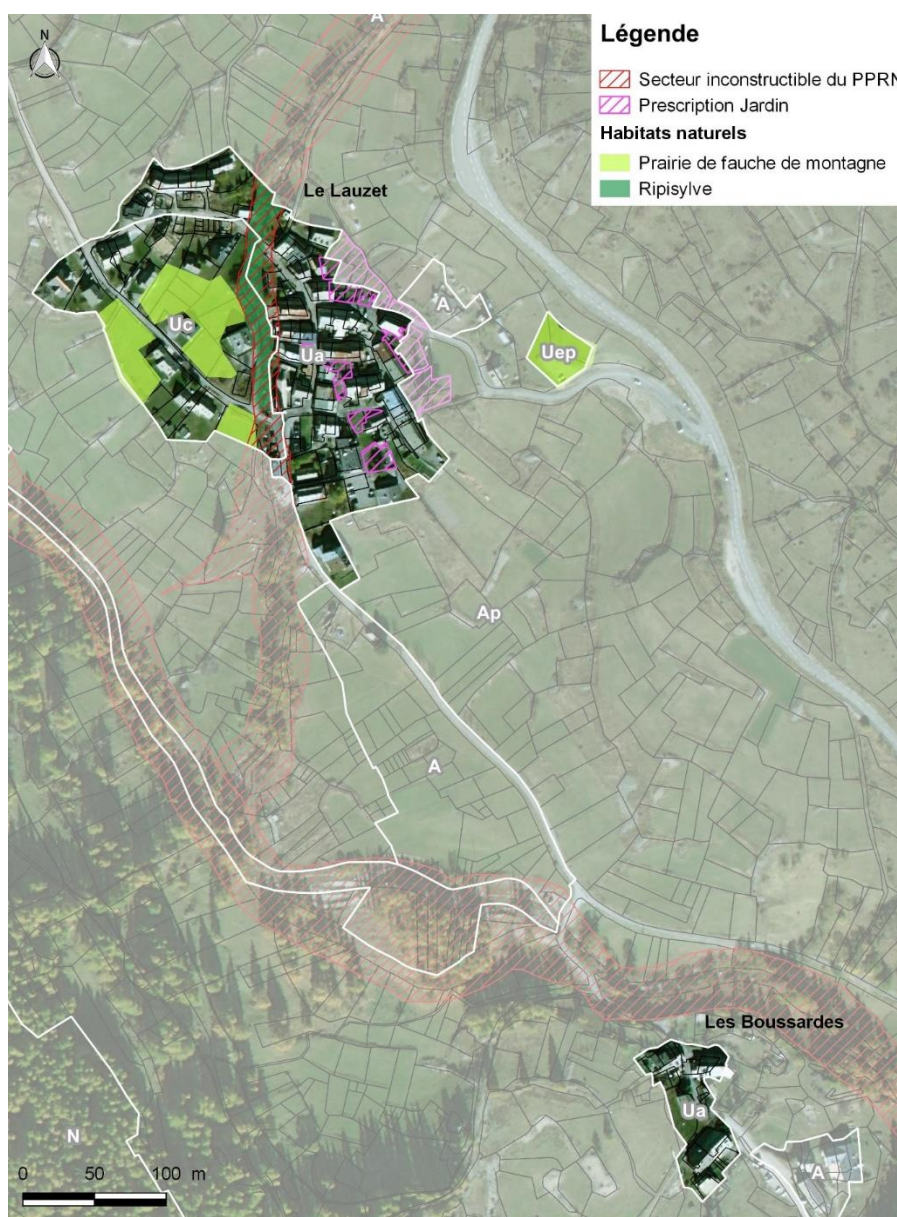 N
A
Légende
Secteur inconstructible du PPRN
Prescription Jardin
Habitats naturels
Prairie de fauche de montagne
Ripisylve
Le Lauzet
A
Uc
Ua
Uep
Ap
A
Les Boussardes
Ua
N
A
0 50 100 m